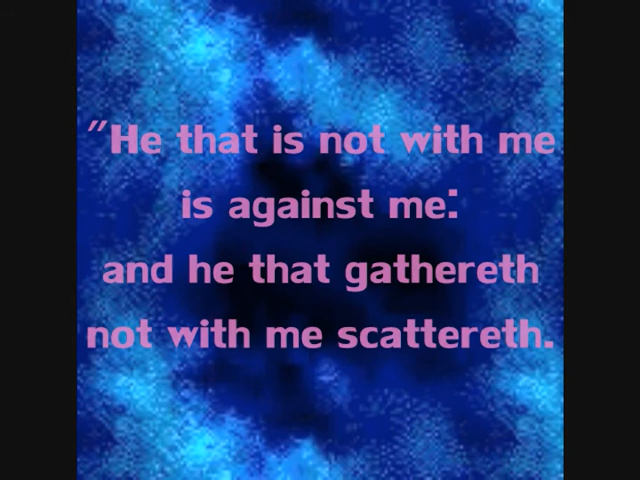 "He that is not with me
is against me:
and he that gathereth
not with me scattereth.